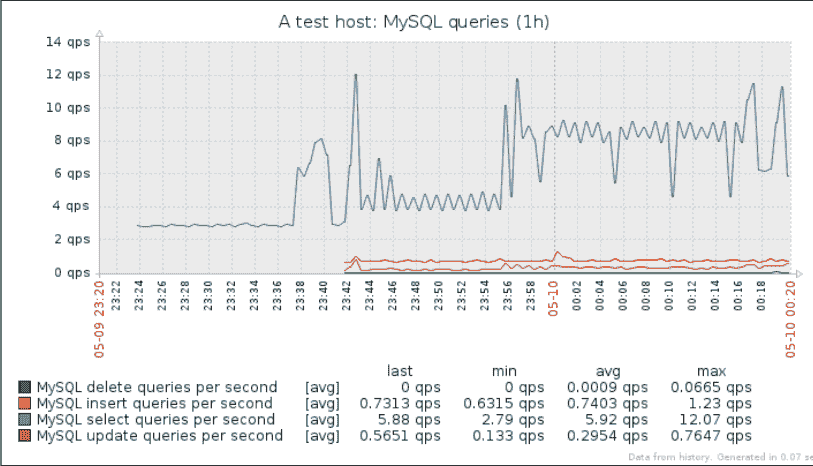 A test host: MySQL queries (1h)
14 qps
12 qps
10 qps
8 qps
6 qps
4 qps
2 qps
0 qps
05-09 23:20
23:22
23:24
23:26
23:28
23:30
23:32
23:34
23:36
23:38
23:40
23:42
23:44
23:46
23:48
23:50
23:52
23:54
23:56
23:58
05-10
00:02
00:04
00:06
00:08
00:10
00:12
00:14
00:16
00:18
05-10 00:20
last min avg max
MySQL delete queries per second [avg] 0 qps 0 qps 0.0009 qps 0.0665 qps
MySQL insert queries per second [avg] 0.7313 qps 0.6315 qps 0.7403 qps 1.23 qps
MySQL select queries per second [avg] 5.88 qps 2.79 qps 5.92 qps 12.07 qps
MySQL update queries per second [avg] 0.5651 qps 0.133 qps 0.2954 qps 0.7647 qps
Data from history. Generated in 0.07 se